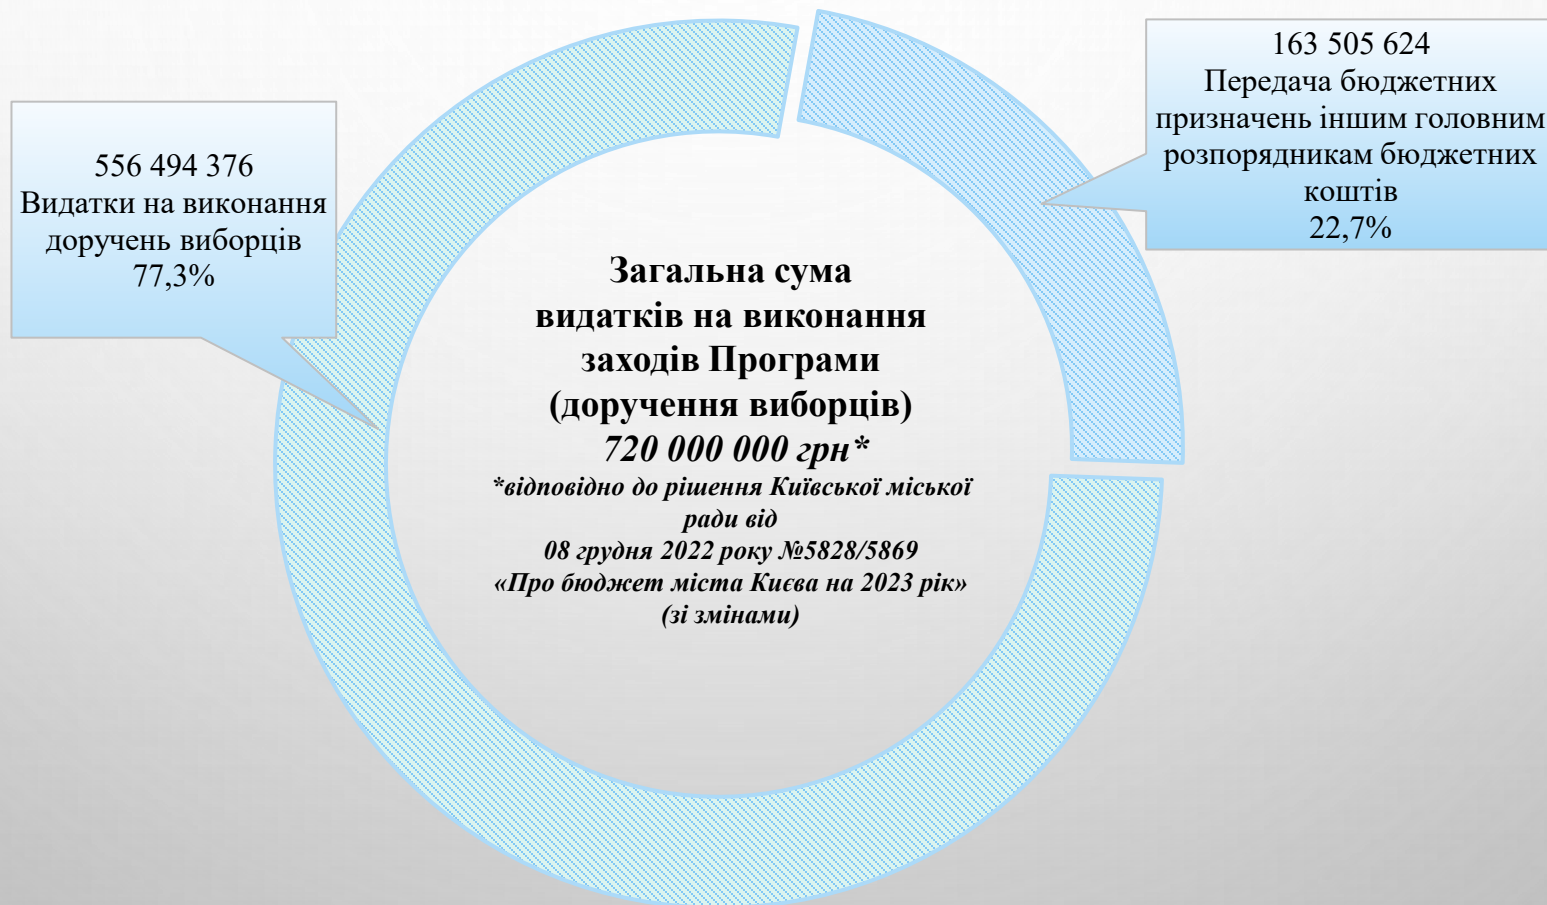 556 494 376
Видатки на виконання
доручень виборців
77,3%
163 505 624
Передача бюджетних
призначень іншим головним
розпорядникам бюджетних
коштів
22,7%
Загальна сума
видатків на виконання
заходів Програми
(доручення виборців)
720 000 000 грн*
*відповідно до рішення Київської міської
ради від
08 грудня 2022 року №5828/5869
«Про бюджет міста Києва на 2023 рік»
(зі змінами)